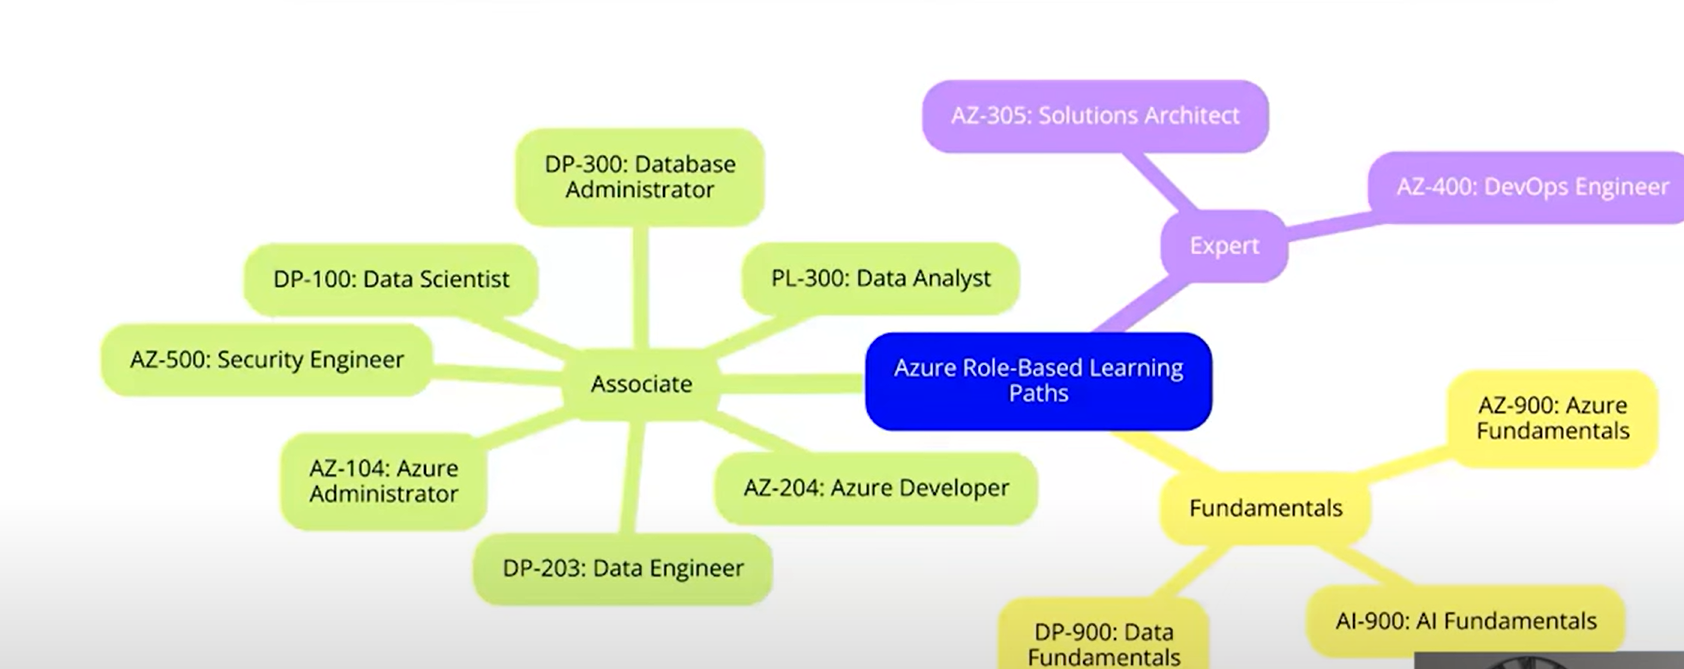 AZ-305: Solutions Architect
DP-300: Database
Administrator
AZ-400: DevOps Engineer
Expert
DP-100: Data Scientist
PL-300: Data Analyst
AZ-500: Security Engineer
Associate
Azure Role-Based Learning
Paths
AZ-900: Azure
Fundamentals
AZ-104: Azure
Administrator
AZ-204: Azure Developer
Fundamentals
DP-203: Data Engineer
DP-900: Data
Fundamentals
AI-900: AI Fundamentals